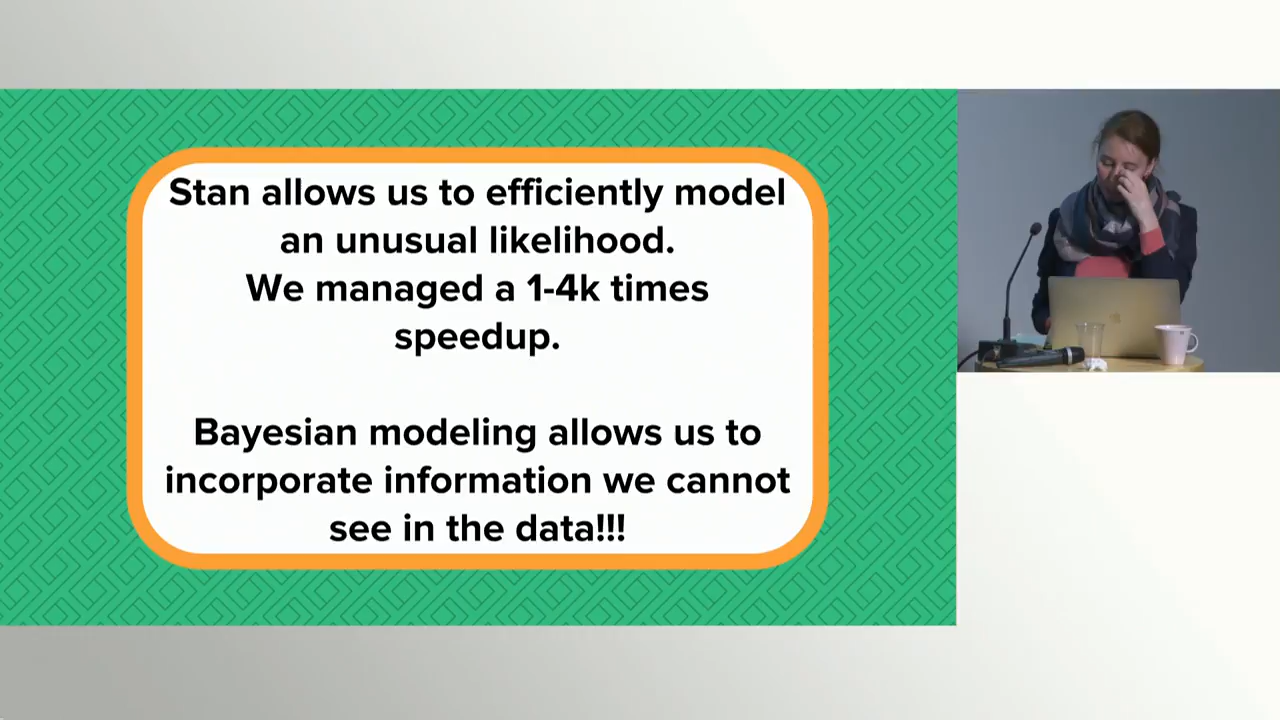 Stan allows us to efficiently model
an unusual likelihood.
We managed a 1-4k times
speedup.
Bayesian modeling allows us to
incorporate information we cannot
see in the data!!!